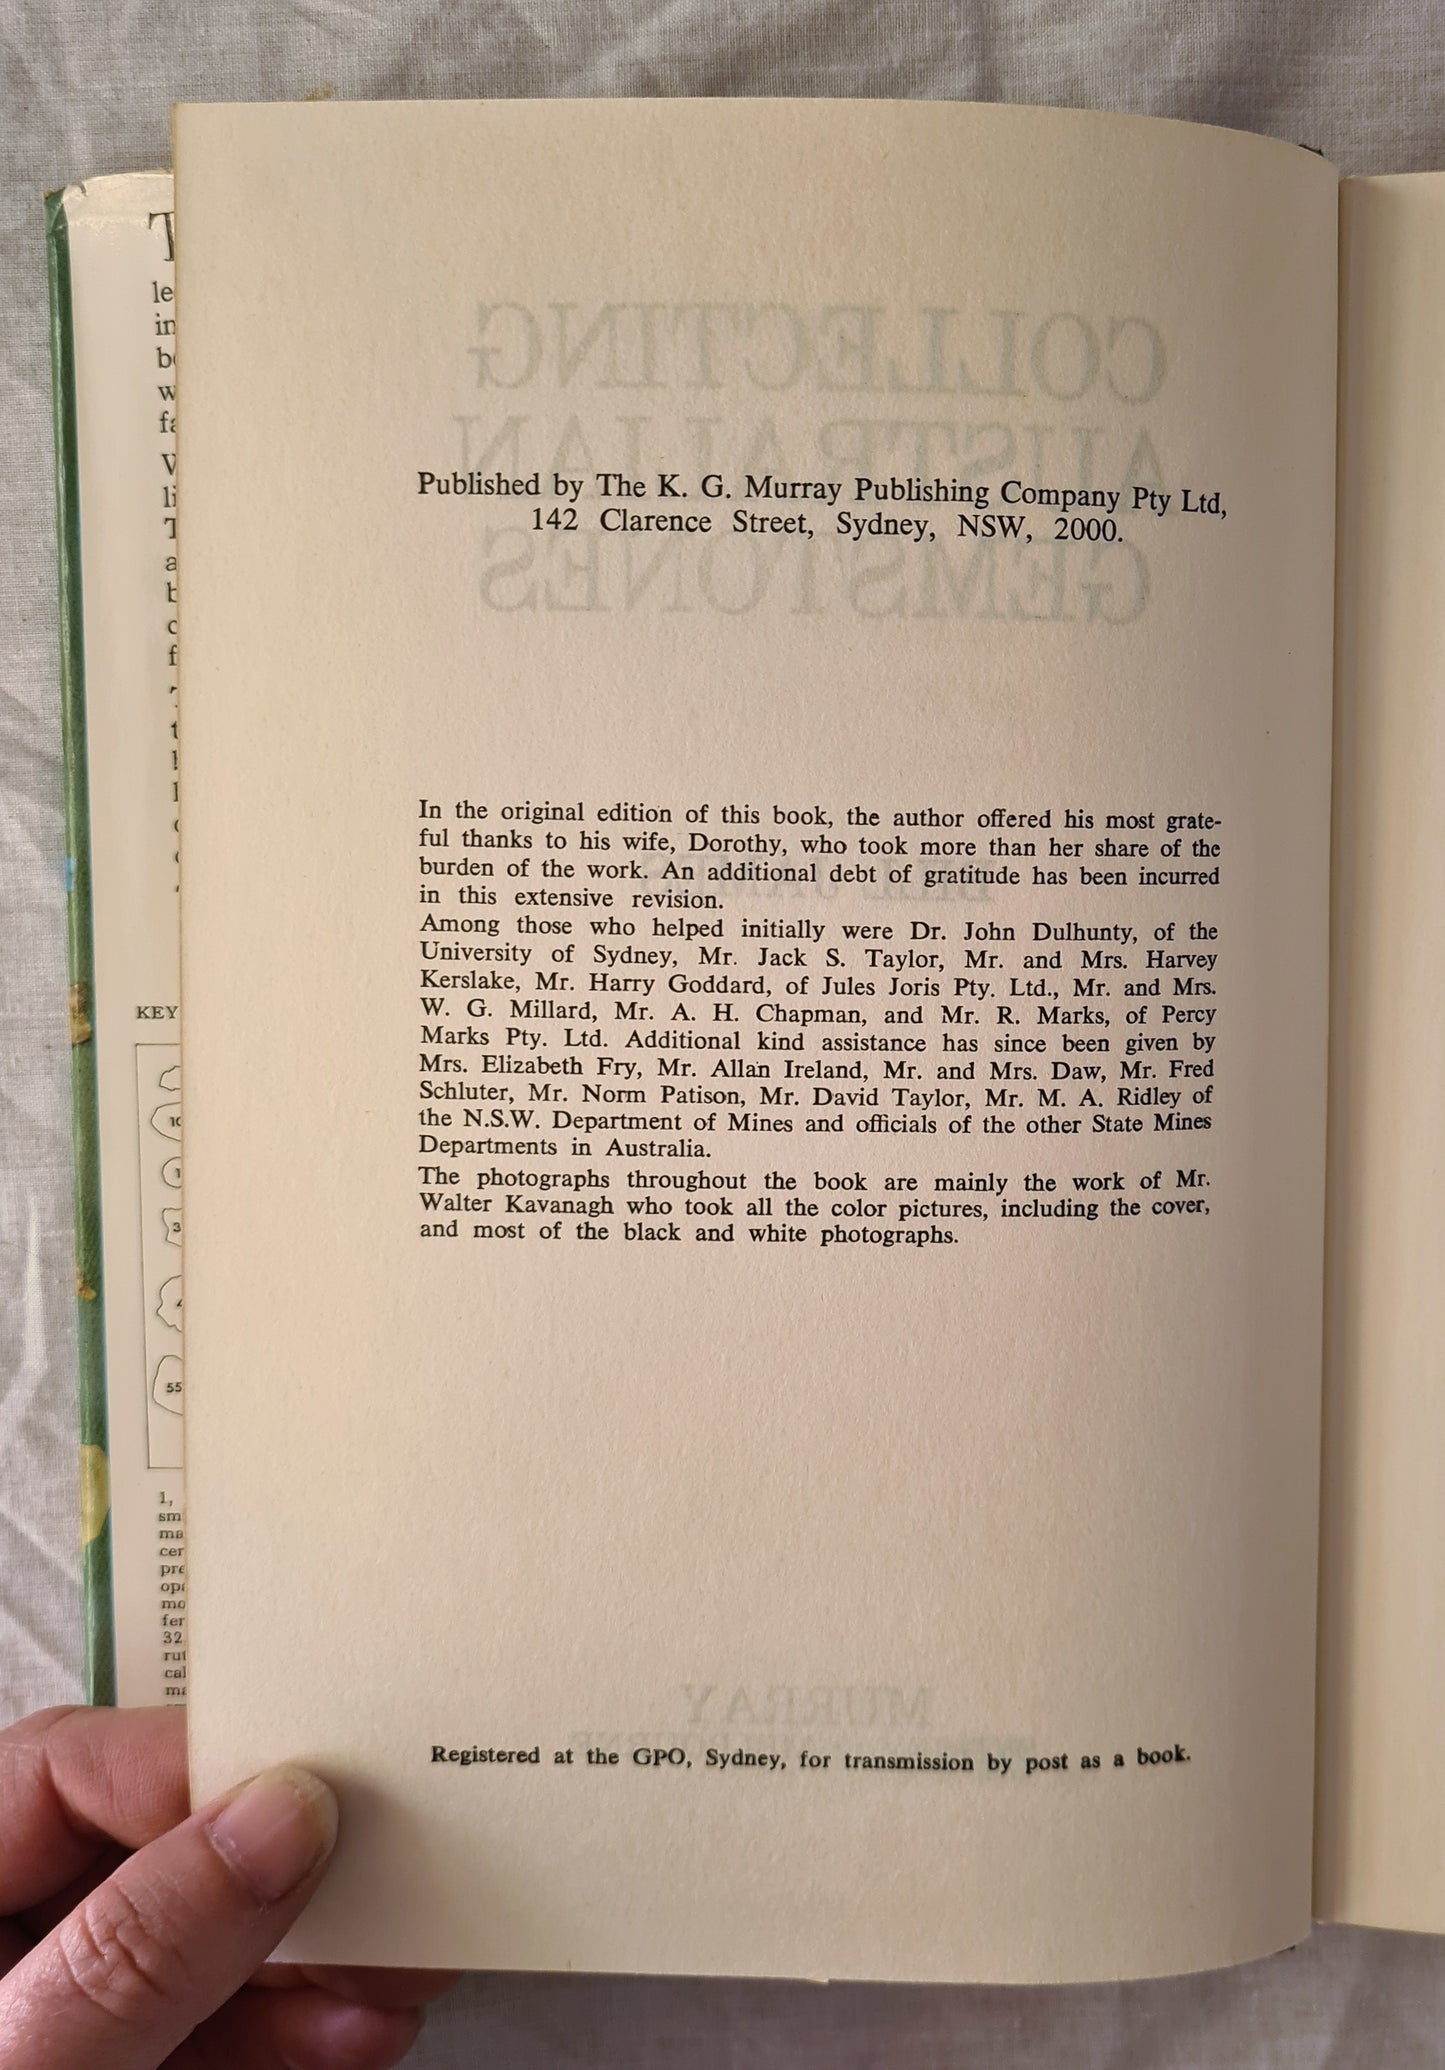 Published by The K. G. Murray Publishing Company Pty Ltd,
142 Clarence Street, Sydney, NSW, 2000.
In the original edition of this book, the author offered his most grate-
ful thanks to his wife, Dorothy, who took more than her share of the
burden of the work. An additional debt of gratitude has been incurred
in this extensive revision.
Among those who helped initially were Dr. John Dulhunty, of the
University of Sydney, Mr. Jack S. Taylor, Mr. and Mrs. Harvey
Kerslake, Mr. Harry Goddard, of Jules Joris Pty. Ltd., Mr. and Mrs.
W. G. Millard, Mr. A. H. Chapman, and Mr. R. Marks, of Percy
Marks Pty. Ltd. Additional kind assistance has since been given by
Mrs. Elizabeth Fry, Mr. Allan Ireland, Mr. and Mrs. Daw, Mr. Fred
Schluter, Mr. Norm Patison, Mr. David Taylor, Mr. M. A. Ridley of
the N.S.W. Department of Mines and officials of the other State Mines
Departments in Australia.
The photographs throughout the book are mainly the work of Mr.
Walter Kavanagh who took all the color pictures, including the cover,
and most of the black and white photographs.
Registered at the GPO, Sydney, for transmission by post as a book.
COLLECTING
AUSTRALIAN
GEMSTONES
MURRAY
KEY
55
1,
32